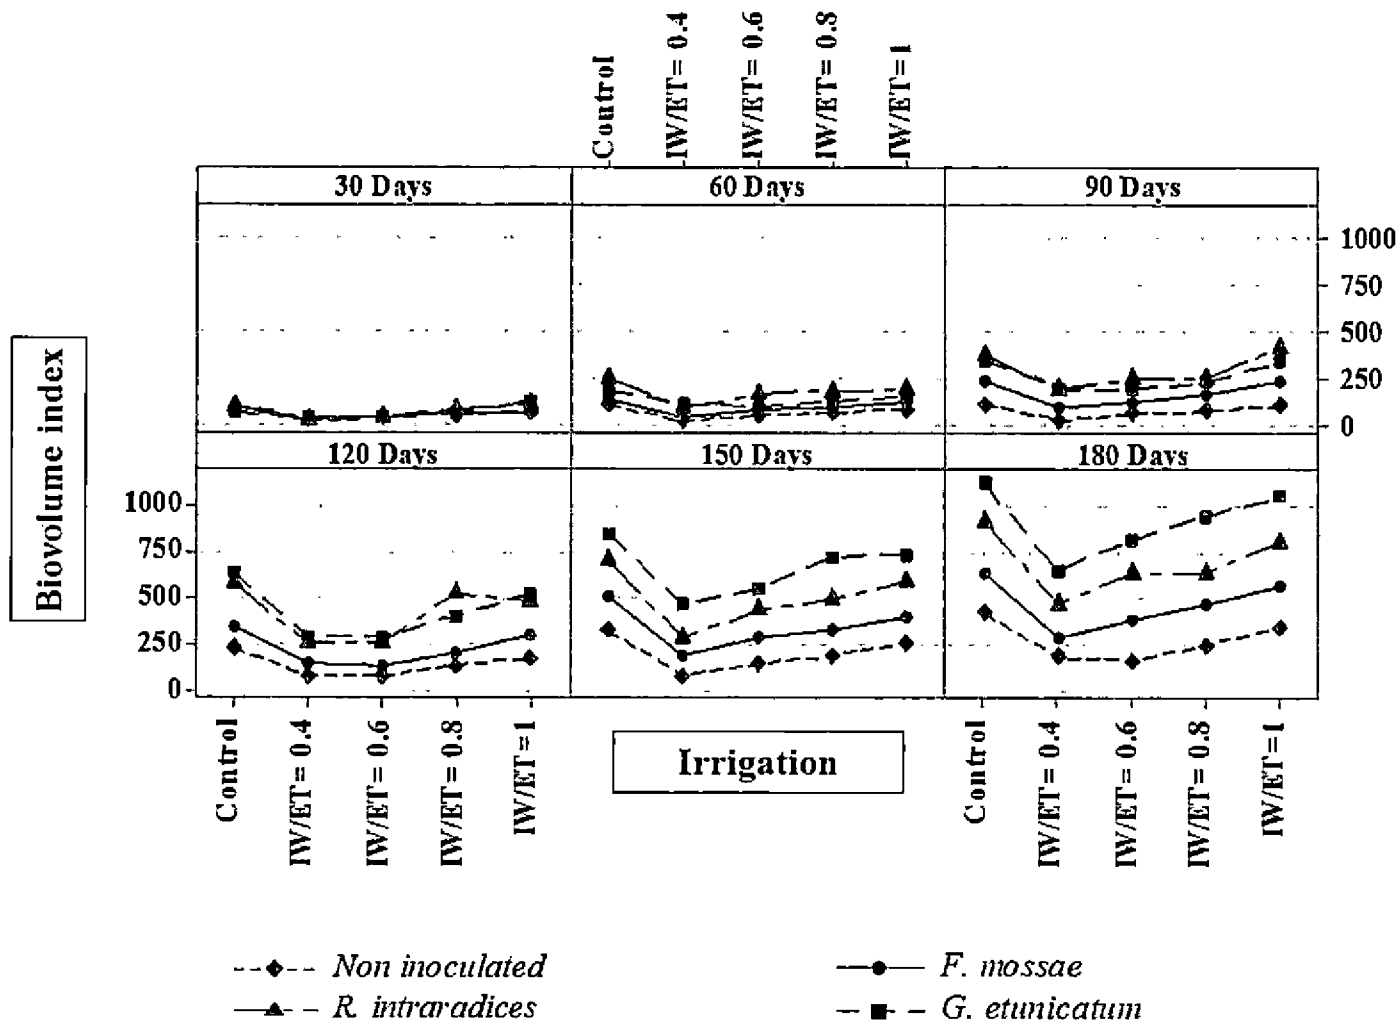 Control
IW/ET= 0.4
IW/ET= 0.6
IW/ET= 0.8
IW/ET=1
30 Days
60 Days
90 Days
1000
750
500
250
0
Biovolume index
120 Days
150 Days
180 Days
1000
750
500
250
0
Control
IW/ET= 0.4
IW/ET= 0.6
IW/ET= 0.8
IW/ET=1
Irrigation
Control
IW/ET= 0.4
IW/ET= 0.6
IW/ET= 0.8
IW/ET=1
Non inoculated
F. mossae
R. intraradices
G. etunicatum